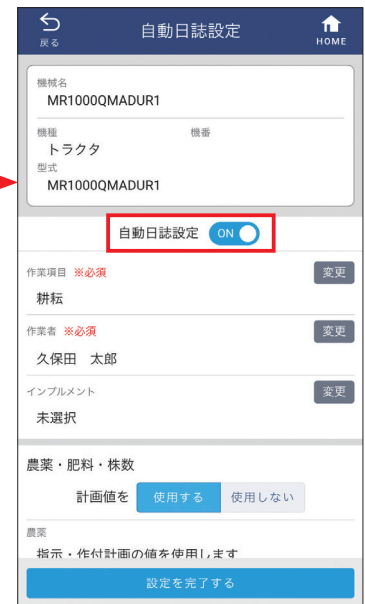 戻る
自動日誌設定
HOME
機械名
MR1000QMADUR1
機種
機番
トラクタ
型式
MR1000QMADUR1
自動日誌設定 ON
作業項目 ※必須
変更
耕耘
作業者 ※必須
変更
久保田 太郎
インプルメント
変更
未選択
農薬・肥料・株数
計画値を 使用する 使用しない
農薬
指示・作付計画の値を使用します
設定を完了する